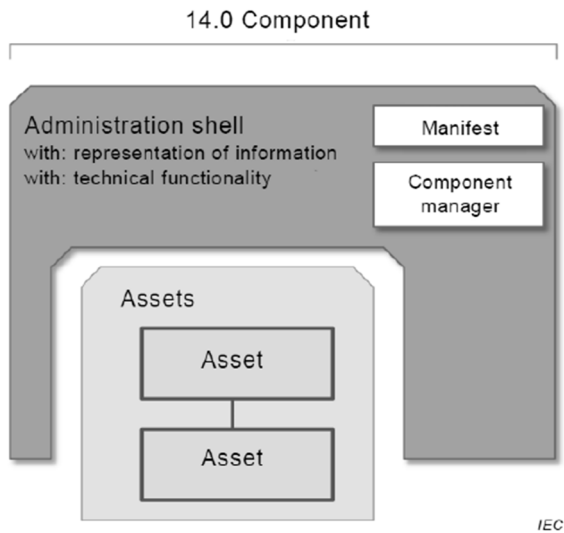 14.0 Component
Administration shell
with: representation of information
with: technical functionality
Manifest
Component
manager
Assets
Asset
Asset
IEC